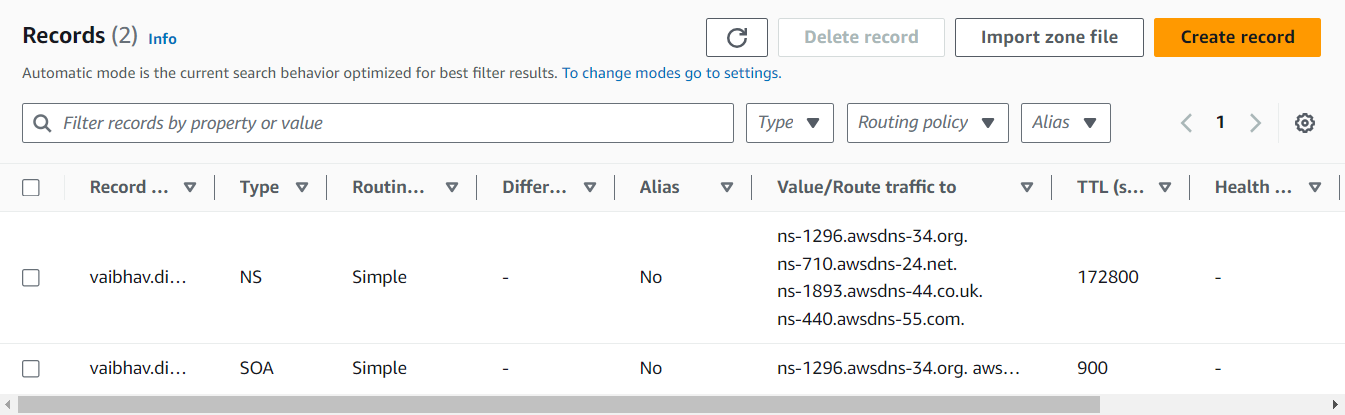 Records (2) Info
Delete record
Import zone file
Create record
Automatic mode is the current search behavior optimized for best filter results. To change modes go to settings.
Filter records by property or value
Type
Routing policy
Alias
1
Record ... Type Routin... Differ... Alias Value/Route traffic to TTL (s... Health ...
ns-1296.awsdns-34.org.
ns-710.awsdns-24.net.
vaibhav.di... NS Simple - No 172800 -
ns-1893.awsdns-44.co.uk.
ns-440.awsdns-55.com.
vaibhav.di... SOA Simple - No ns-1296.awsdns-34.org. aws... 900 -